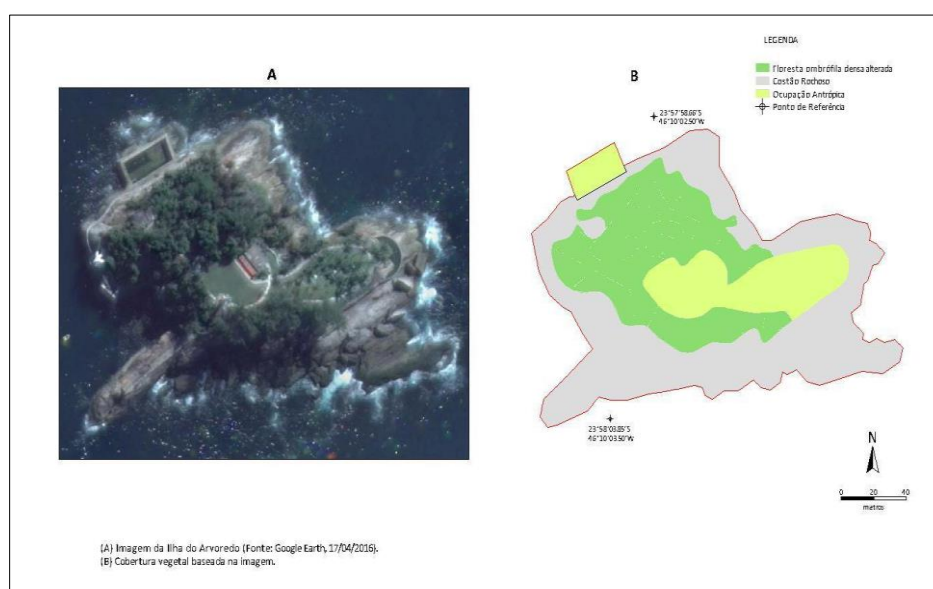 LEGENDA
Floresta ombrófila densa alterada
Costão Rochoso
Ocupação Antrópica
Ponto de Referência
A
B
23°57'58.66"S
46°10'02.50"W
23°58'03.85"S
46°10'03.50"W
N
0 20 40
metros
(A) Imagem da Ilha do Arvoredo (Fonte: Google Earth, 17/04/2016).
(B) Cobertura vegetal baseada na imagem.